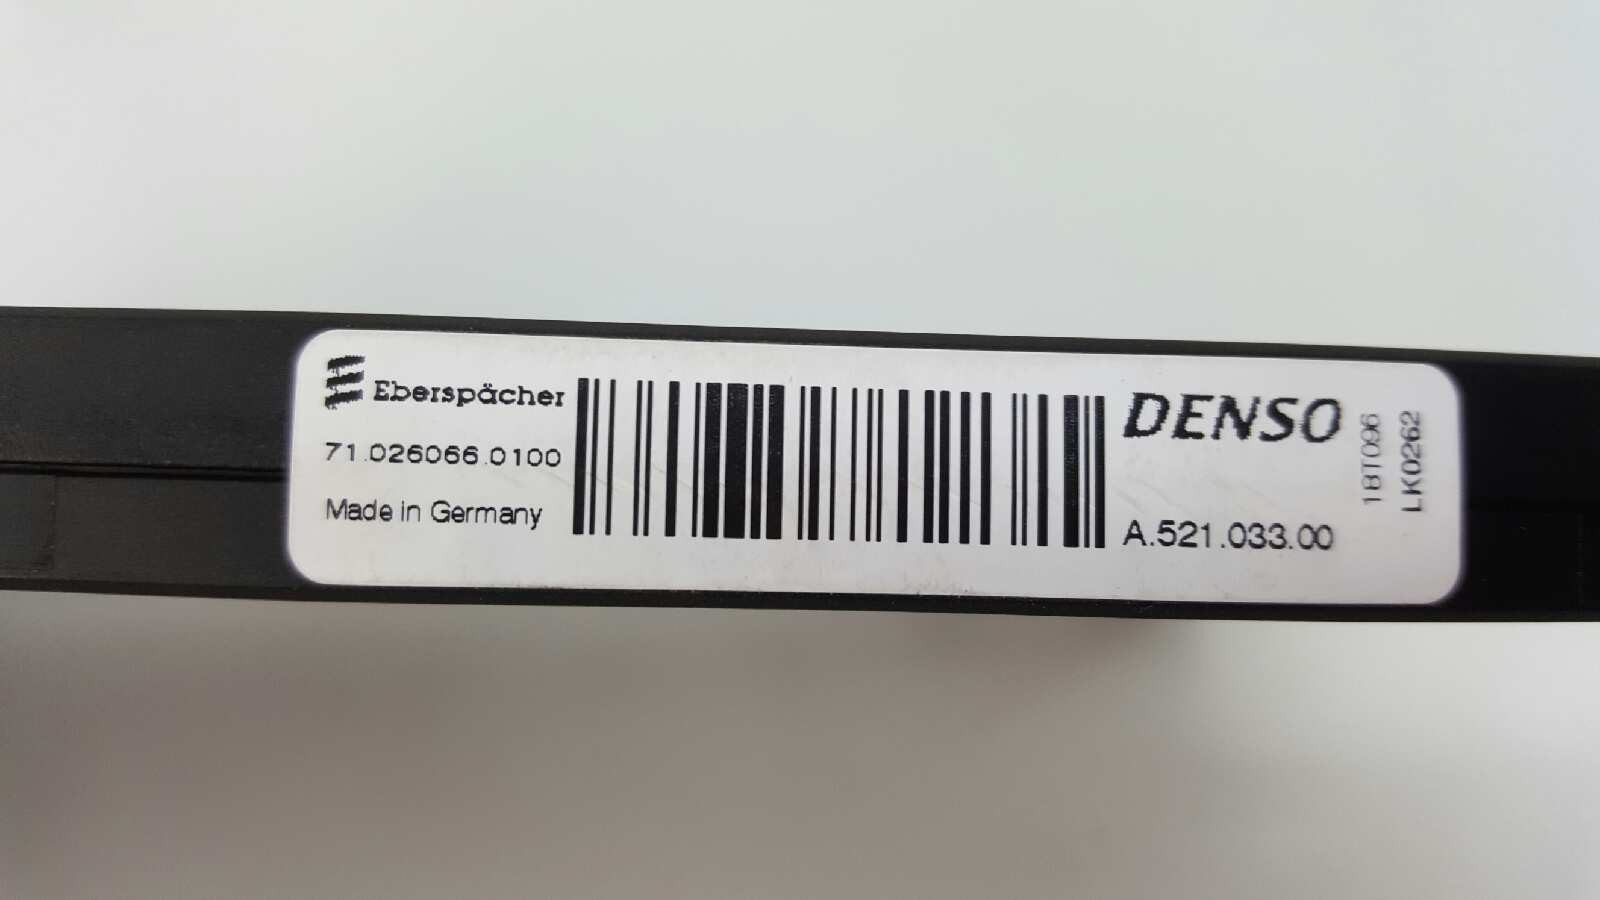 Eberspächer
71.026066.0100
Made in Germany
DENSO
A.521.033.00
18T096
LK0262